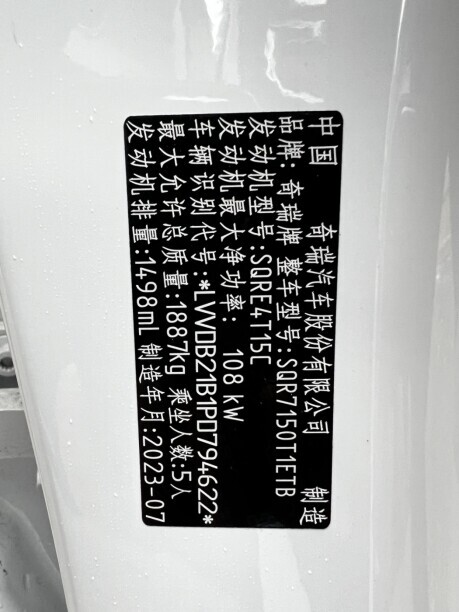 中国 奇瑞汽车股份有限公司 制造
品牌: 奇瑞牌 整车型号:SQR7150T1ETB
发动机型号:SQRE4T15C
发动机最大净功率: 108 kW
车辆识别代号:*LWDB21B1PD794622*
最大允许总质量:1887kg 乘坐人数:5人
发动机排量:1498mL 制造年月:2023-07